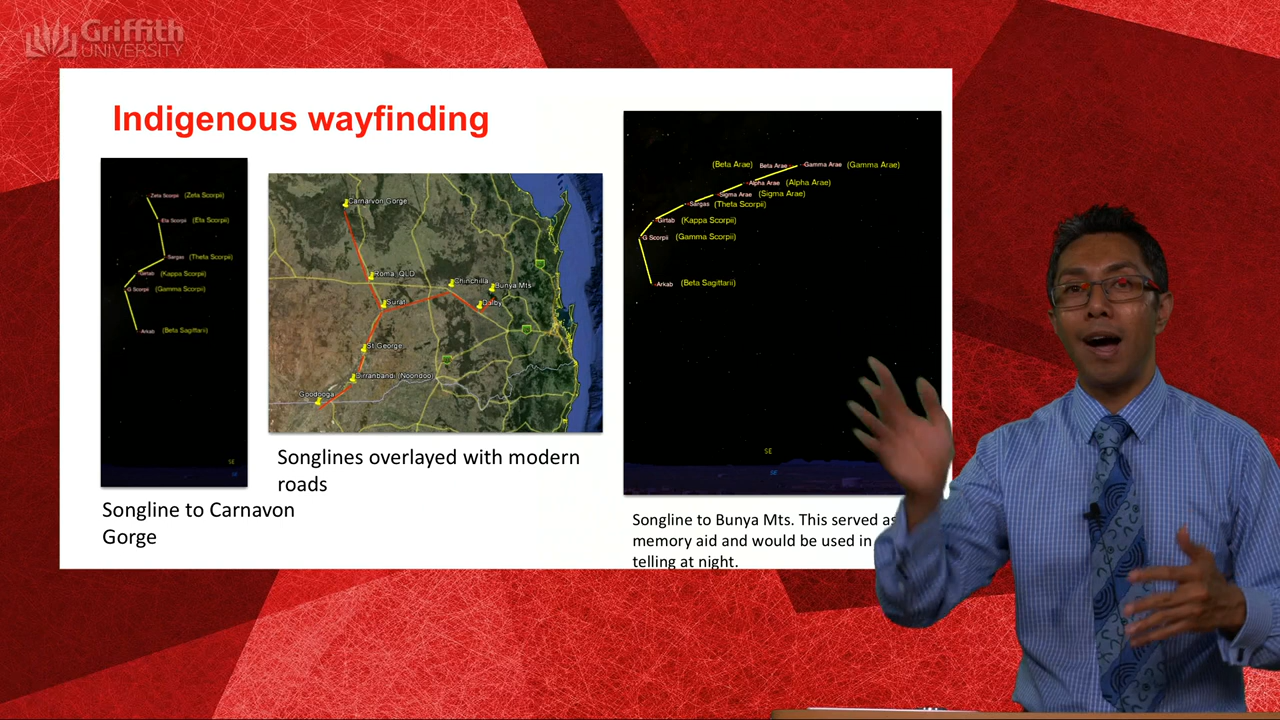 Griffith
UNIVERSITY
Indigenous wayfinding
Zeta Scorpii (Zeta Scorpii)
Eta Scorpii (Eta Scorpii)
Sargas (Theta Scorpii)
Girtab (Kappa Scorpii)
G Scorpii (Gamma Scorpii)
Arkab (Beta Sagittarii)
SE
Songline to Carnavon
Gorge
Carnarvon Gorge
Roma, QLD
Chinchilla
Bunya Mts
Surat
Dalby
St George
Dirranbandi (Noondoo)
Goodooga
Songlines overlayed with modern
roads
(Beta Arae) Beta Arae Gamma Arae (Gamma Arae)
Alpha Arae (Alpha Arae)
Sigma Arae (Sigma Arae)
Sargas (Theta Scorpii)
Girtab (Kappa Scorpii)
G Scorpii (Gamma Scorpii)
Arkab (Beta Sagittarii)
SE
Songline to Bunya Mts. This served as
memory aid and would be used in
telling at night.